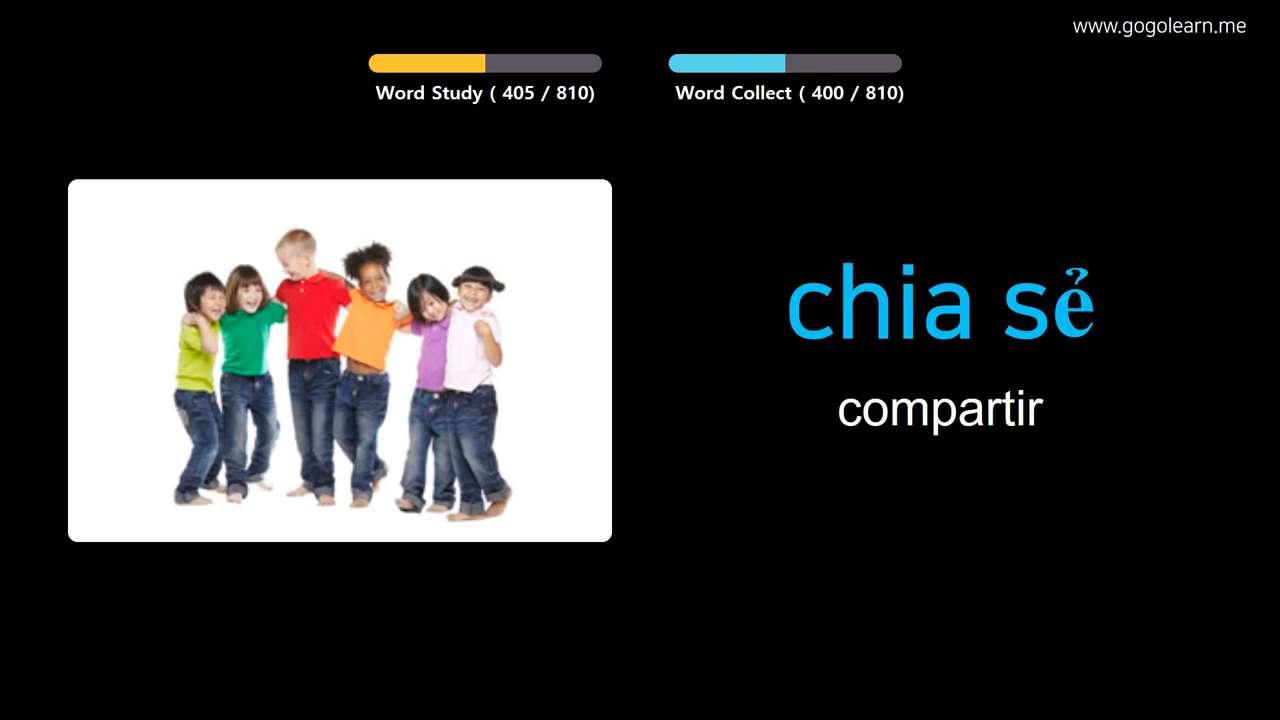 www.gogolearn.me
Word Study ( 405 / 810)
Word Collect ( 400 / 810)
chia sẻ
compartir